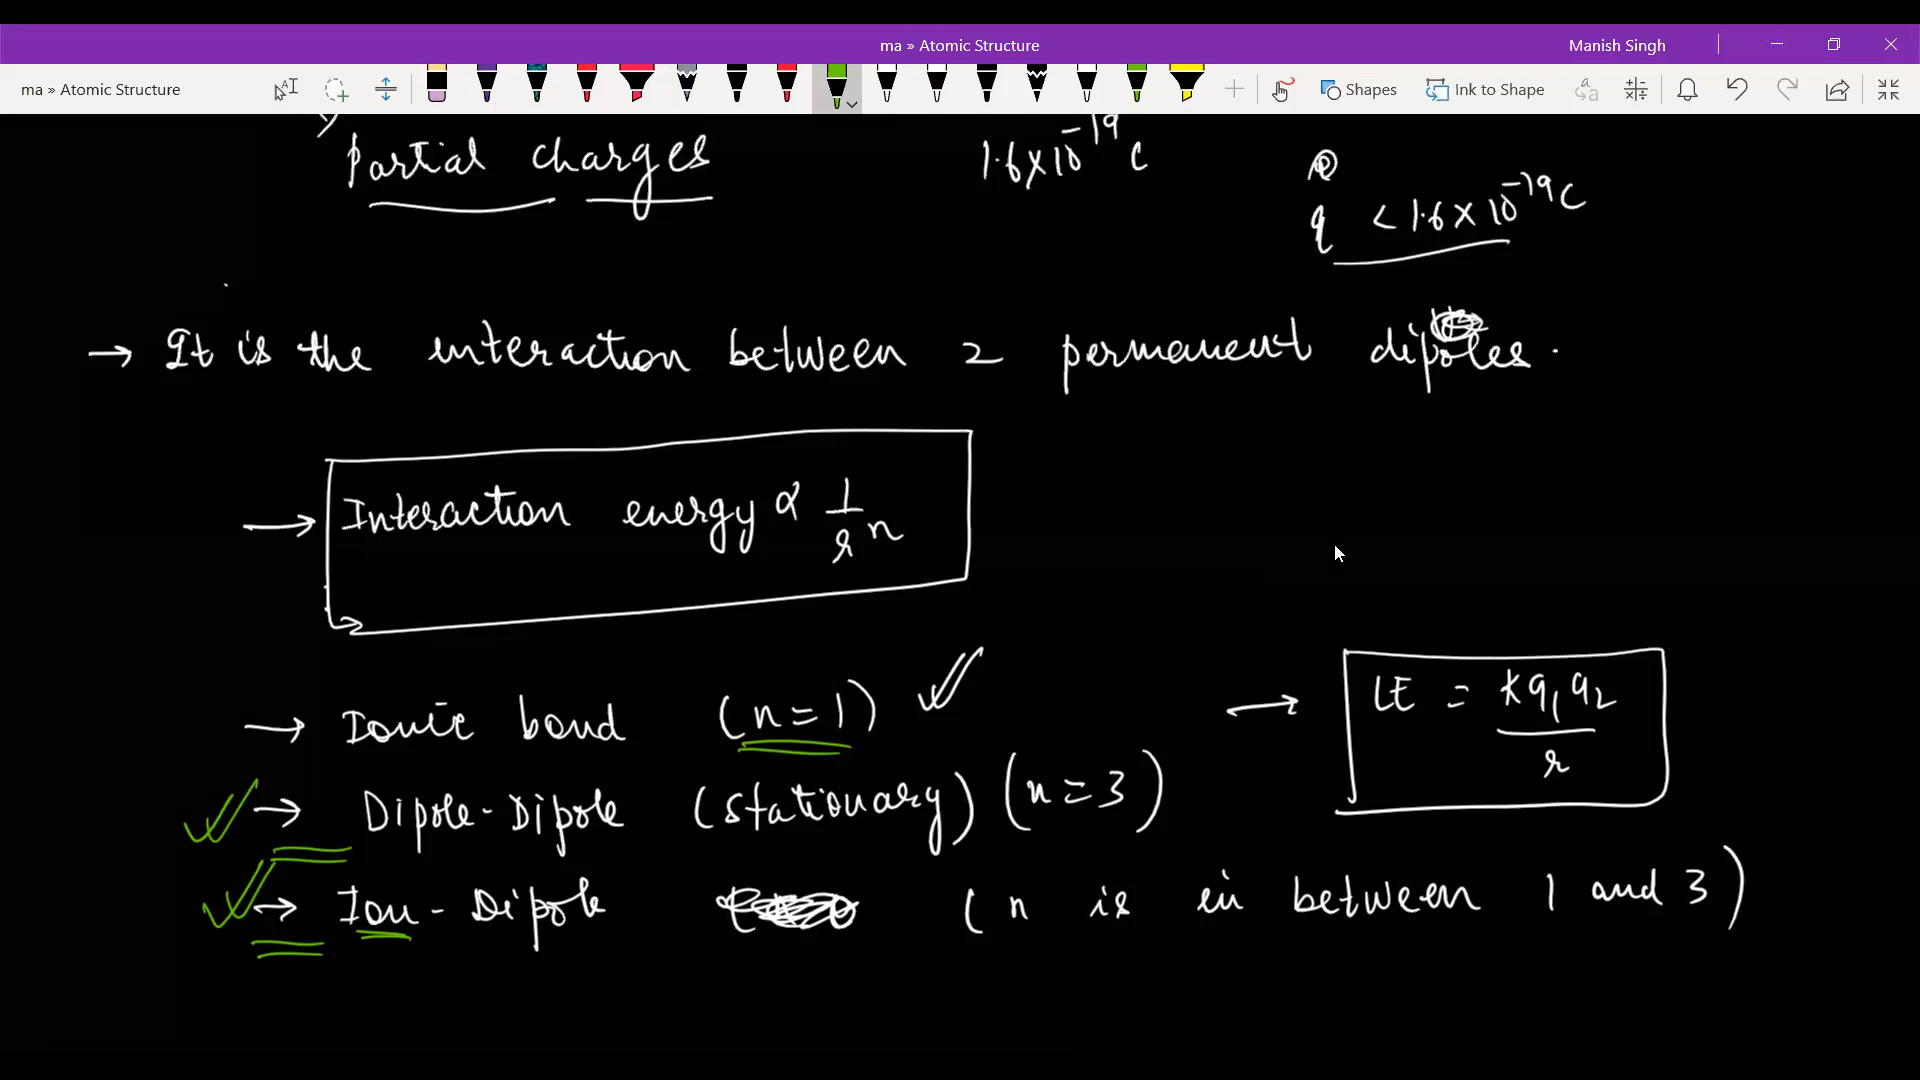 ma » Atomic Structure
Manish Singh
ma » Atomic Structure
Shapes
Ink to Shape
Partial charges
1.6×10⁻¹⁹ C
q < 1.6 × 10⁻¹⁹ C
→ It is the interaction between 2 permanent dipoles.
→ Interaction energy ∝ 1/rⁿ
→ Ionic bond (n=1)
→ LE = kq₁q₂/r
→ Dipole-Dipole (stationary) (n=3)
→ Ion-Dipole (n is in between 1 and 3)